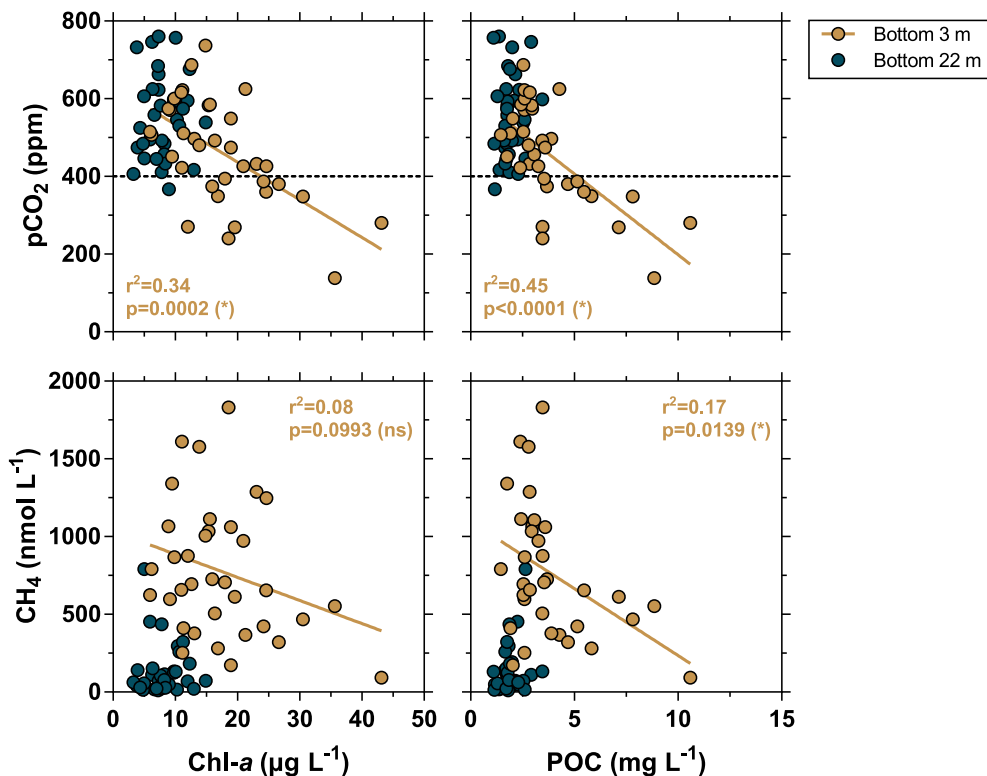 Bottom 3 m
Bottom 22 m
800
600
400
200
0
pCO₂ (ppm)
r²=0.34
p=0.0002 (*)
r²=0.45
p<0.0001 (*)
2000
1500
1000
500
0
CH₄ (nmol L⁻¹)
r²=0.08
p=0.0993 (ns)
r²=0.17
p=0.0139 (*)
0 10 20 30 40 50
0 5 10 15
Chl-a (µg L⁻¹)
POC (mg L⁻¹)